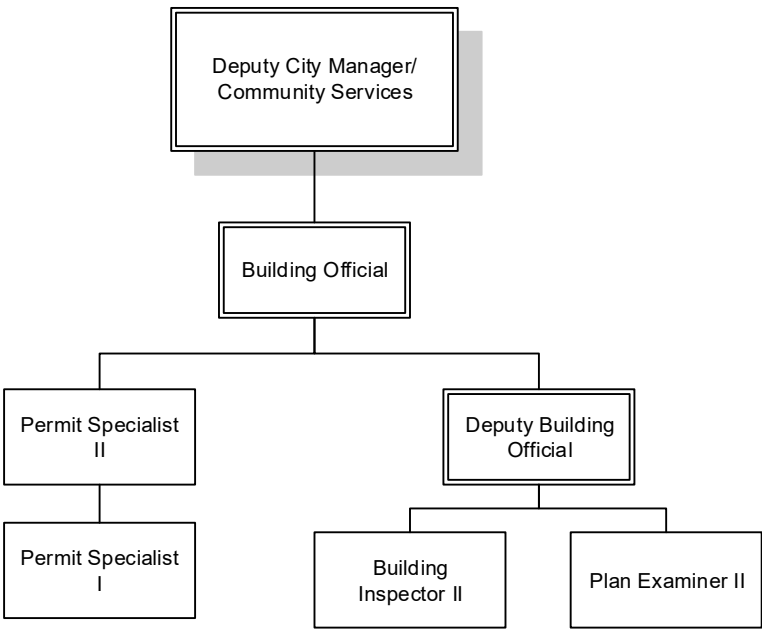 Deputy City Manager/
Community Services
Building Official
Permit Specialist
II
Deputy Building
Official
Permit Specialist
I
Building
Inspector II
Plan Examiner II